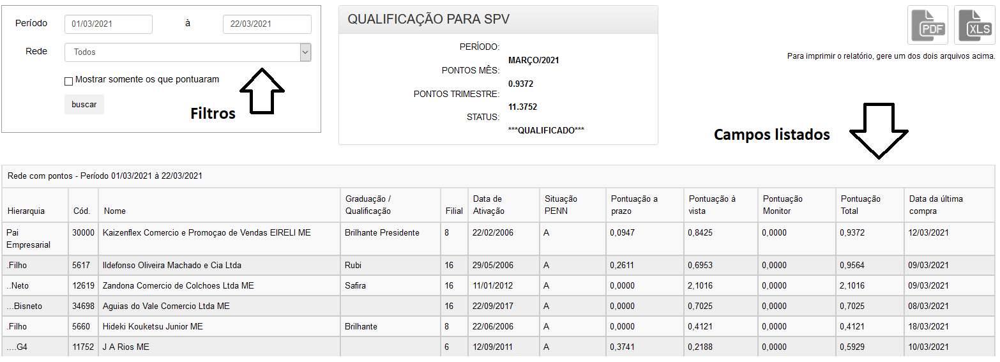 Período 01/03/2021 à 22/03/2021
Rede Todos
Mostrar somente os que pontuaram
buscar
Filtros
QUALIFICAÇÃO PARA SPV
PERÍODO:
MARÇO/2021
PONTOS MÊS:
0.9372
PONTOS TRIMESTRE:
11.3752
STATUS:
***QUALIFICADO***
PDF XLS
Para imprimir o relatório, gere um dos dois arquivos acima.
Campos listados
Rede com pontos - Período 01/03/2021 à 22/03/2021
Hierarquia Cód. Nome Graduação / Qualificação Filial Data de Ativação Situação PENN Pontuação a prazo Pontuação à vista Pontuação Monitor Pontuação Total Data da última compra
Pai Empresarial 30000 Kaizenflex Comercio e Promoçao de Vendas EIRELI ME Brilhante Presidente 8 22/02/2006 A 0,0947 0,8425 0,0000 0,9372 12/03/2021
.Filho 5617 Ildefonso Oliveira Machado e Cia Ltda Rubi 16 29/05/2006 A 0,2611 0,6953 0,0000 0,9564 09/03/2021
..Neto 12619 Zandona Comercio de Colchoes Ltda ME Safira 16 11/01/2012 A 0,0000 2,1016 0,0000 2,1016 09/03/2021
...Bisneto 34698 Aguias do Vale Comercio Ltda ME 16 22/09/2017 A 0,0000 0,7025 0,0000 0,7025 08/03/2021
.Filho 5660 Hideki Kouketsu Junior ME Brilhante 8 22/06/2006 A 0,0000 0,4121 0,0000 0,4121 18/03/2021
....G4 11752 J A Rios ME 6 12/09/2011 A 0,3741 0,2188 0,0000 0,5929 10/03/2021